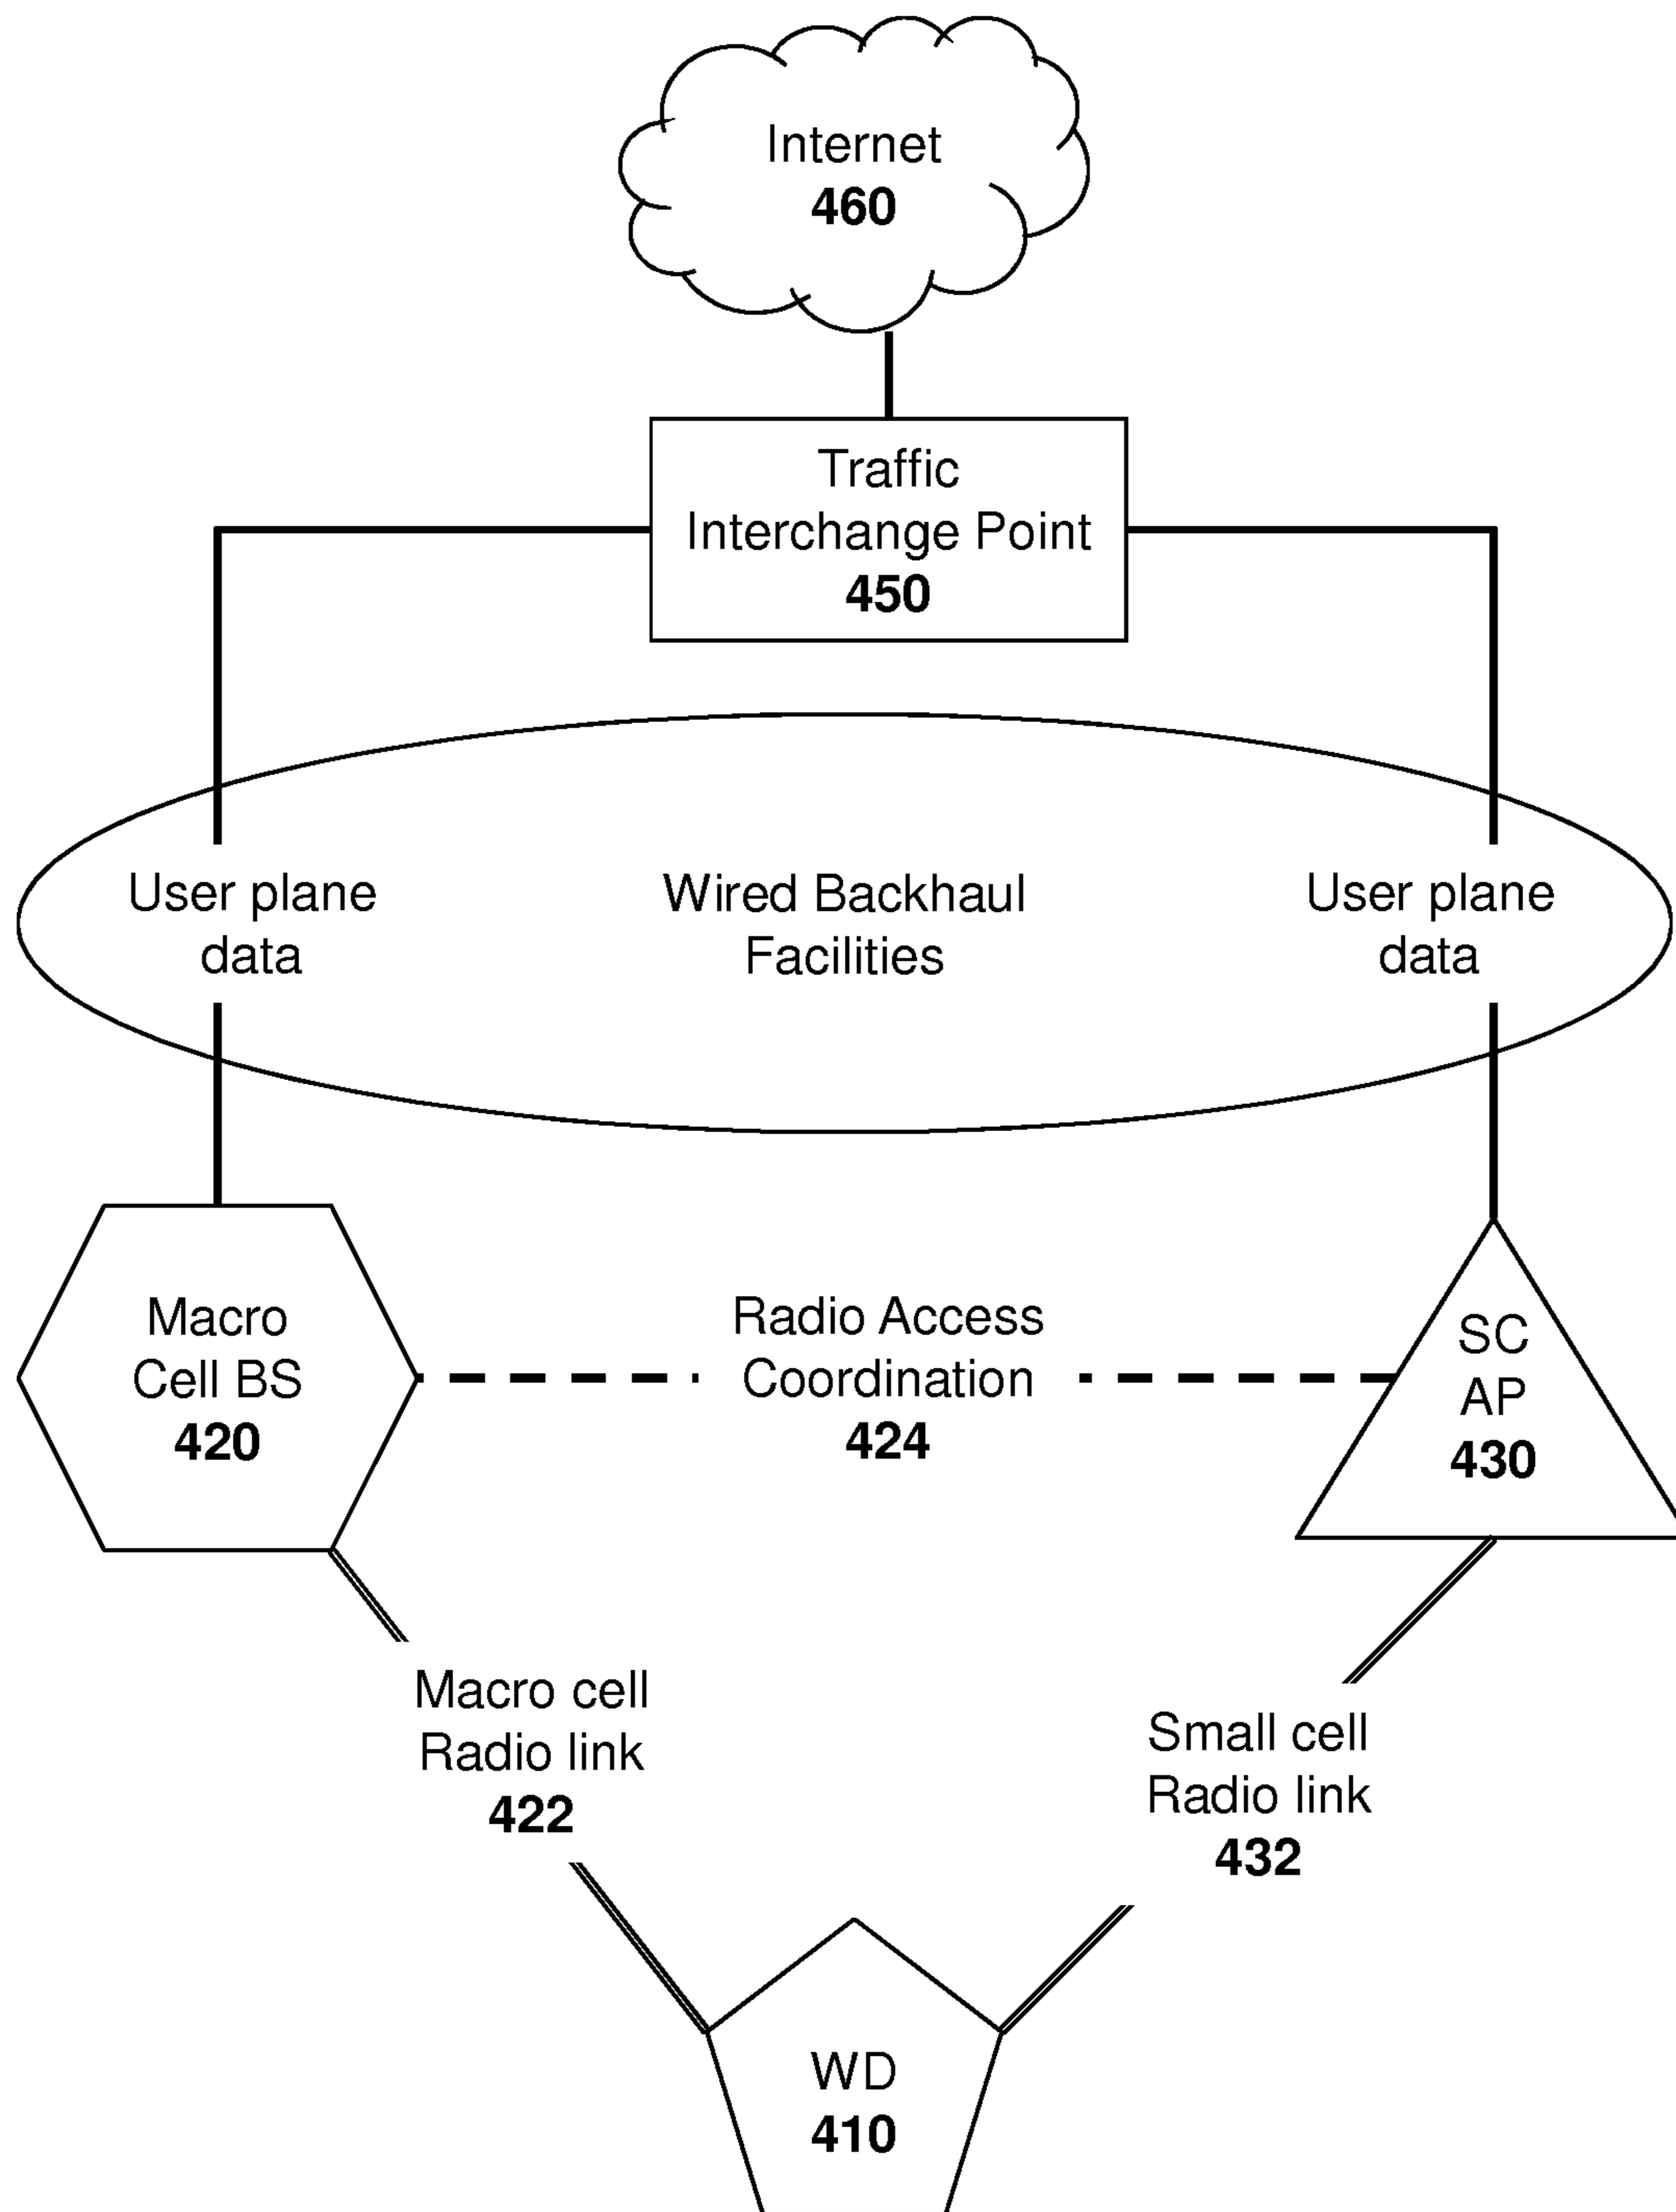 Internet
460
Traffic
Interchange Point
450
User plane
data
Wired Backhaul
Facilities
User plane
data
Macro
Cell BS
420
Radio Access
Coordination
424
SC
AP
430
Macro cell
Radio link
422
Small cell
Radio link
432
WD
410